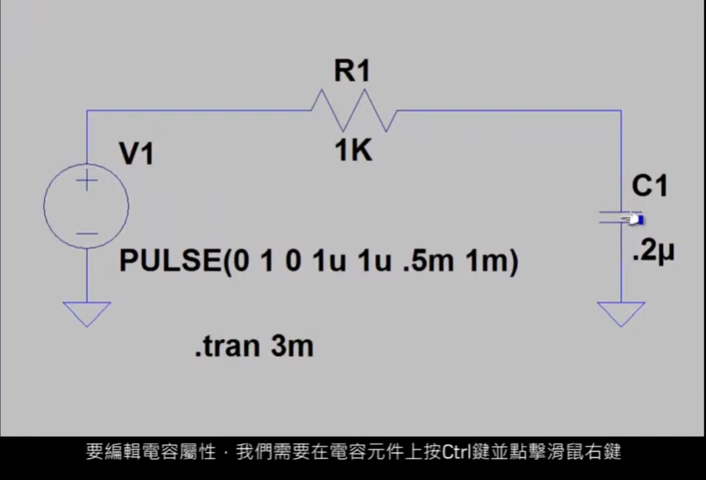 R1
1K
V1
C1
.2µ
PULSE(0 1 0 1u 1u .5m 1m)
.tran 3m
要編輯電容屬性，我們需要在電容元件上按Ctrl鍵並點擊滑鼠右鍵